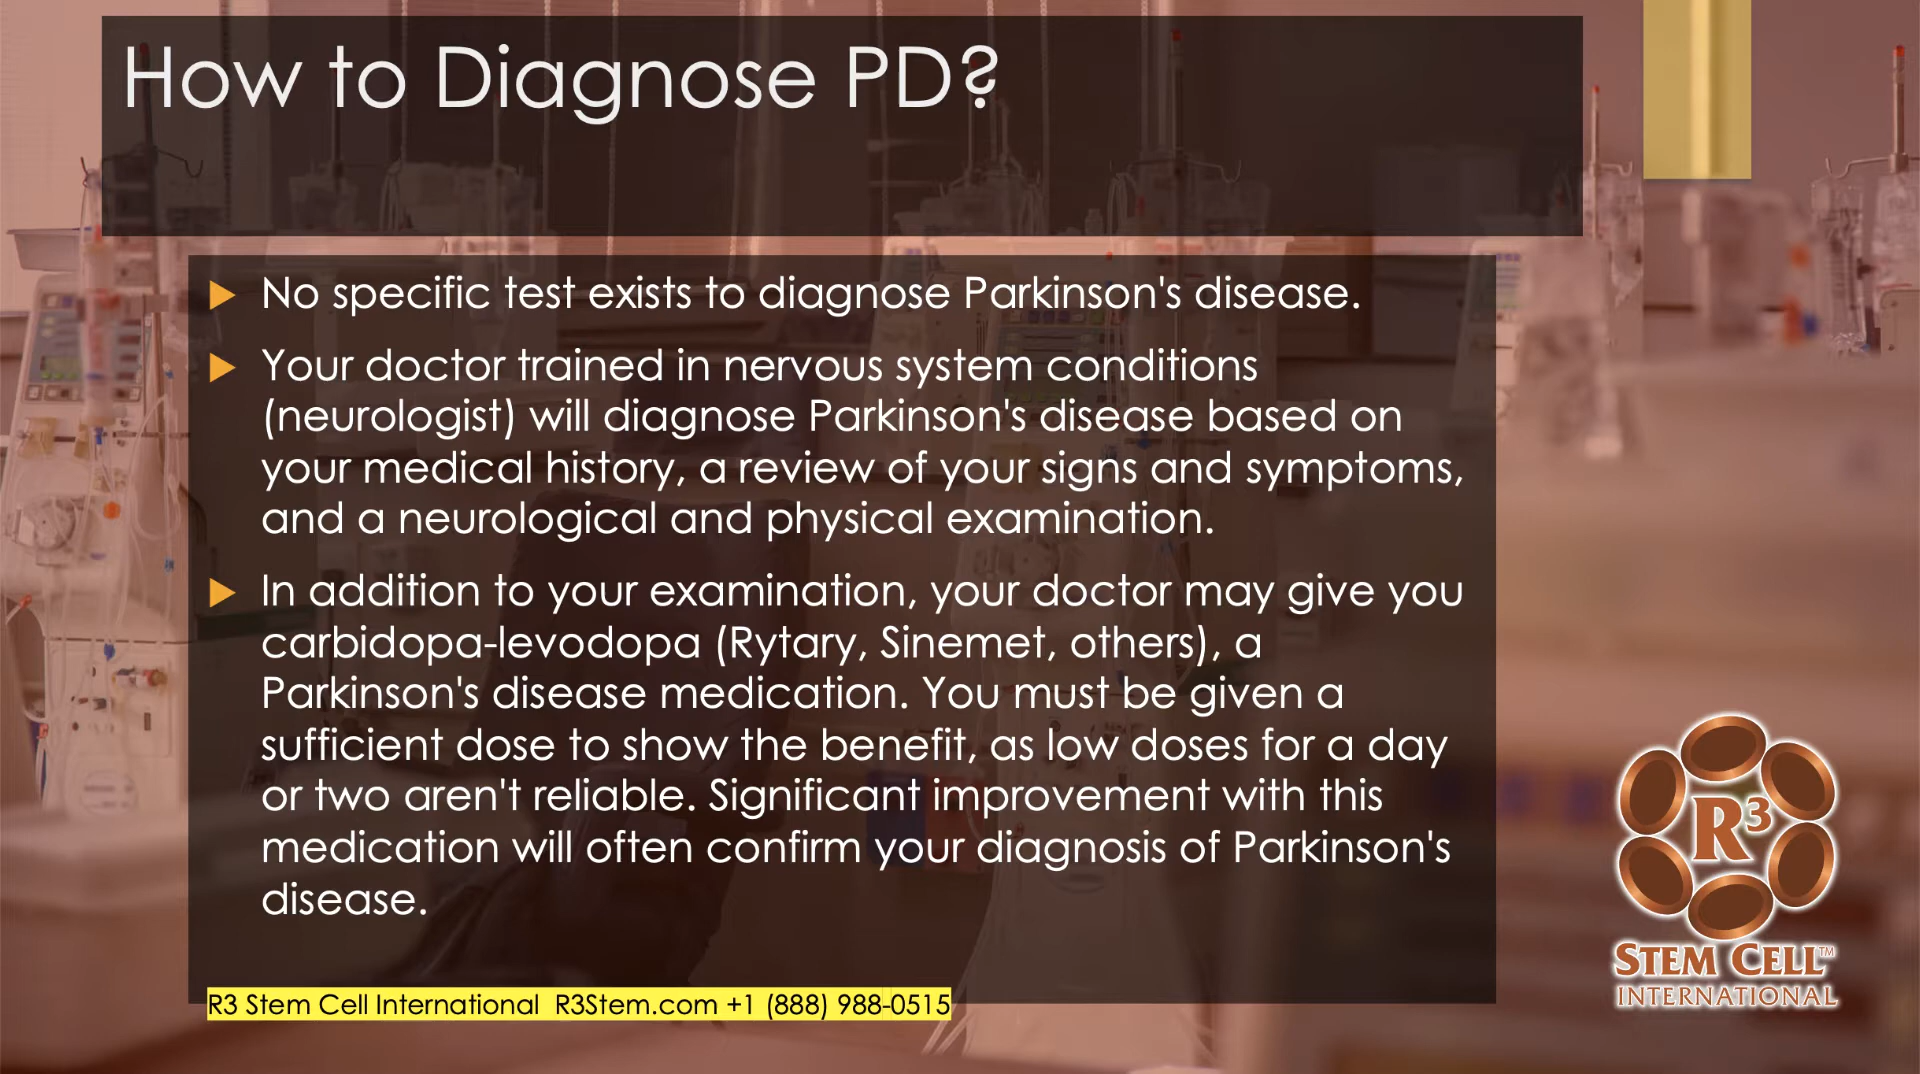 How to Diagnose PD?
No specific test exists to diagnose Parkinson's disease.
Your doctor trained in nervous system conditions
(neurologist) will diagnose Parkinson's disease based on
your medical history, a review of your signs and symptoms,
and a neurological and physical examination.
In addition to your examination, your doctor may give you
carbidopa-levodopa (Rytary, Sinemet, others), a
Parkinson's disease medication. You must be given a
sufficient dose to show the benefit, as low doses for a day
or two aren't reliable. Significant improvement with this
medication will often confirm your diagnosis of Parkinson's
disease.
R3 Stem Cell International  R3Stem.com +1 (888) 988-0515
R³
STEM CELL™
INTERNATIONAL